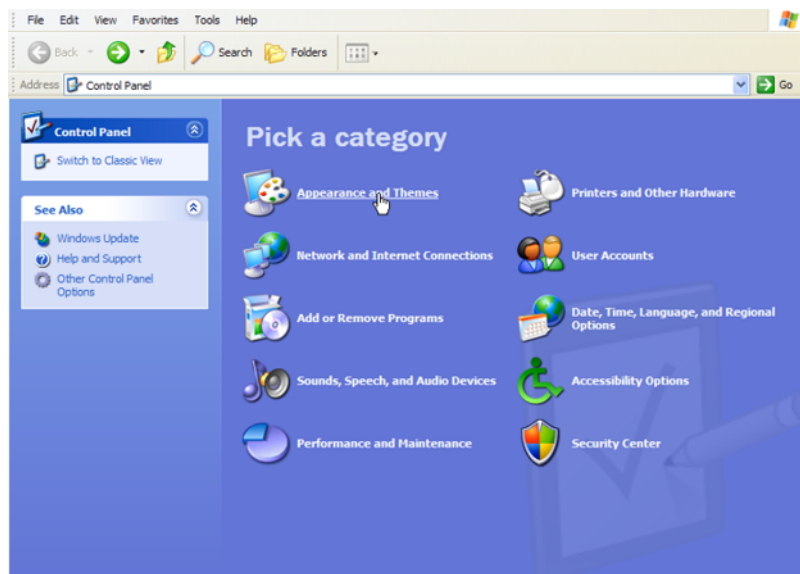 File Edit View Favorites Tools Help
Back Search Folders
Address Control Panel Go
Control Panel
Switch to Classic View
See Also
Windows Update
Help and Support
Other Control Panel
Options
Pick a category
Appearance and Themes
Printers and Other Hardware
Network and Internet Connections
User Accounts
Add or Remove Programs
Date, Time, Language, and Regional
Options
Sounds, Speech, and Audio Devices
Accessibility Options
Performance and Maintenance
Security Center